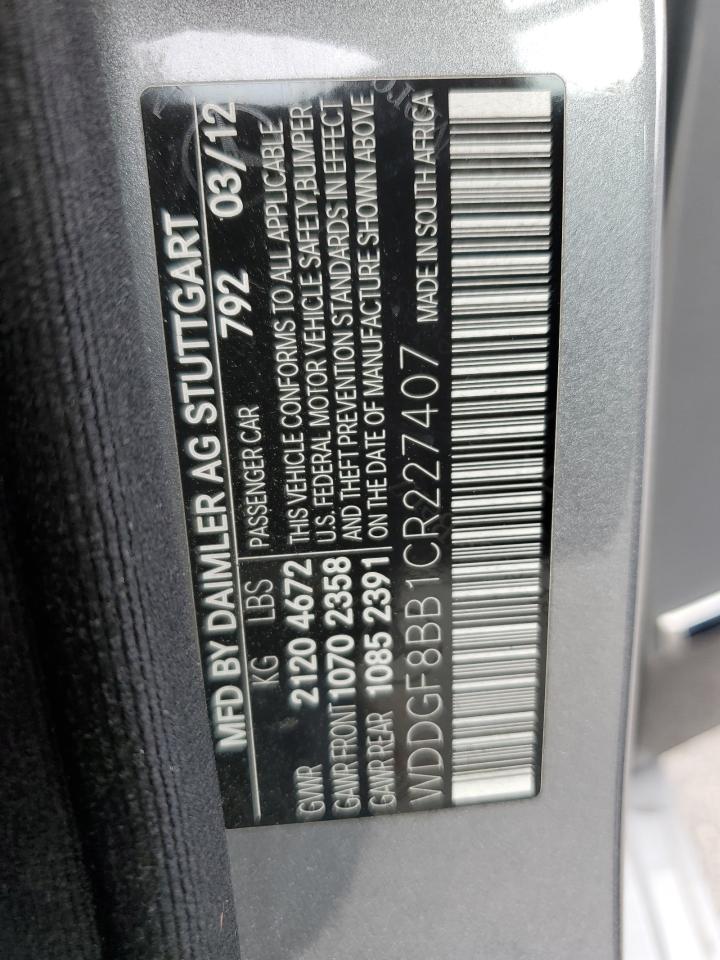 MFD BY DAIMLER AG STUTTGART
792 03/12
KG LBS PASSENGER CAR
GVWR 2120 4672
GAWR FRONT 1070 2358
GAWR REAR 1085 2391
THIS VEHICLE CONFORMS TO ALL APPLICABLE
U.S. FEDERAL MOTOR VEHICLE SAFETY,BUMPER
AND THEFT PREVENTION STANDARDS IN EFFECT
ON THE DATE OF MANUFACTURE SHOWN ABOVE
WDDGF8BB1CR227407 MADE IN SOUTH AFRICA